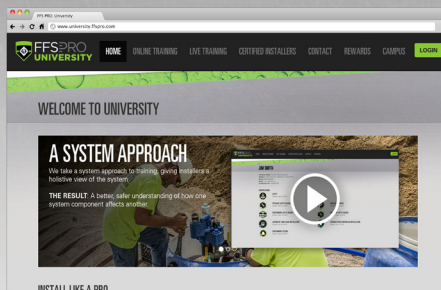 FFS PRO University
www.university.ffspro.com
FFSPRO
UNIVERSITY
HOME
ONLINE TRAINING
LIVE TRAINING
CERTIFIED INSTALLERS
CONTACT
REWARDS
CAMPUS
LOGIN
WELCOME TO UNIVERSITY
A SYSTEM APPROACH
We take a system approach to training, giving installers a
holistive view of the system.
THE RESULT: A better, safer understanding of how one
system component affects another.
INSTALL LIKE A PRO